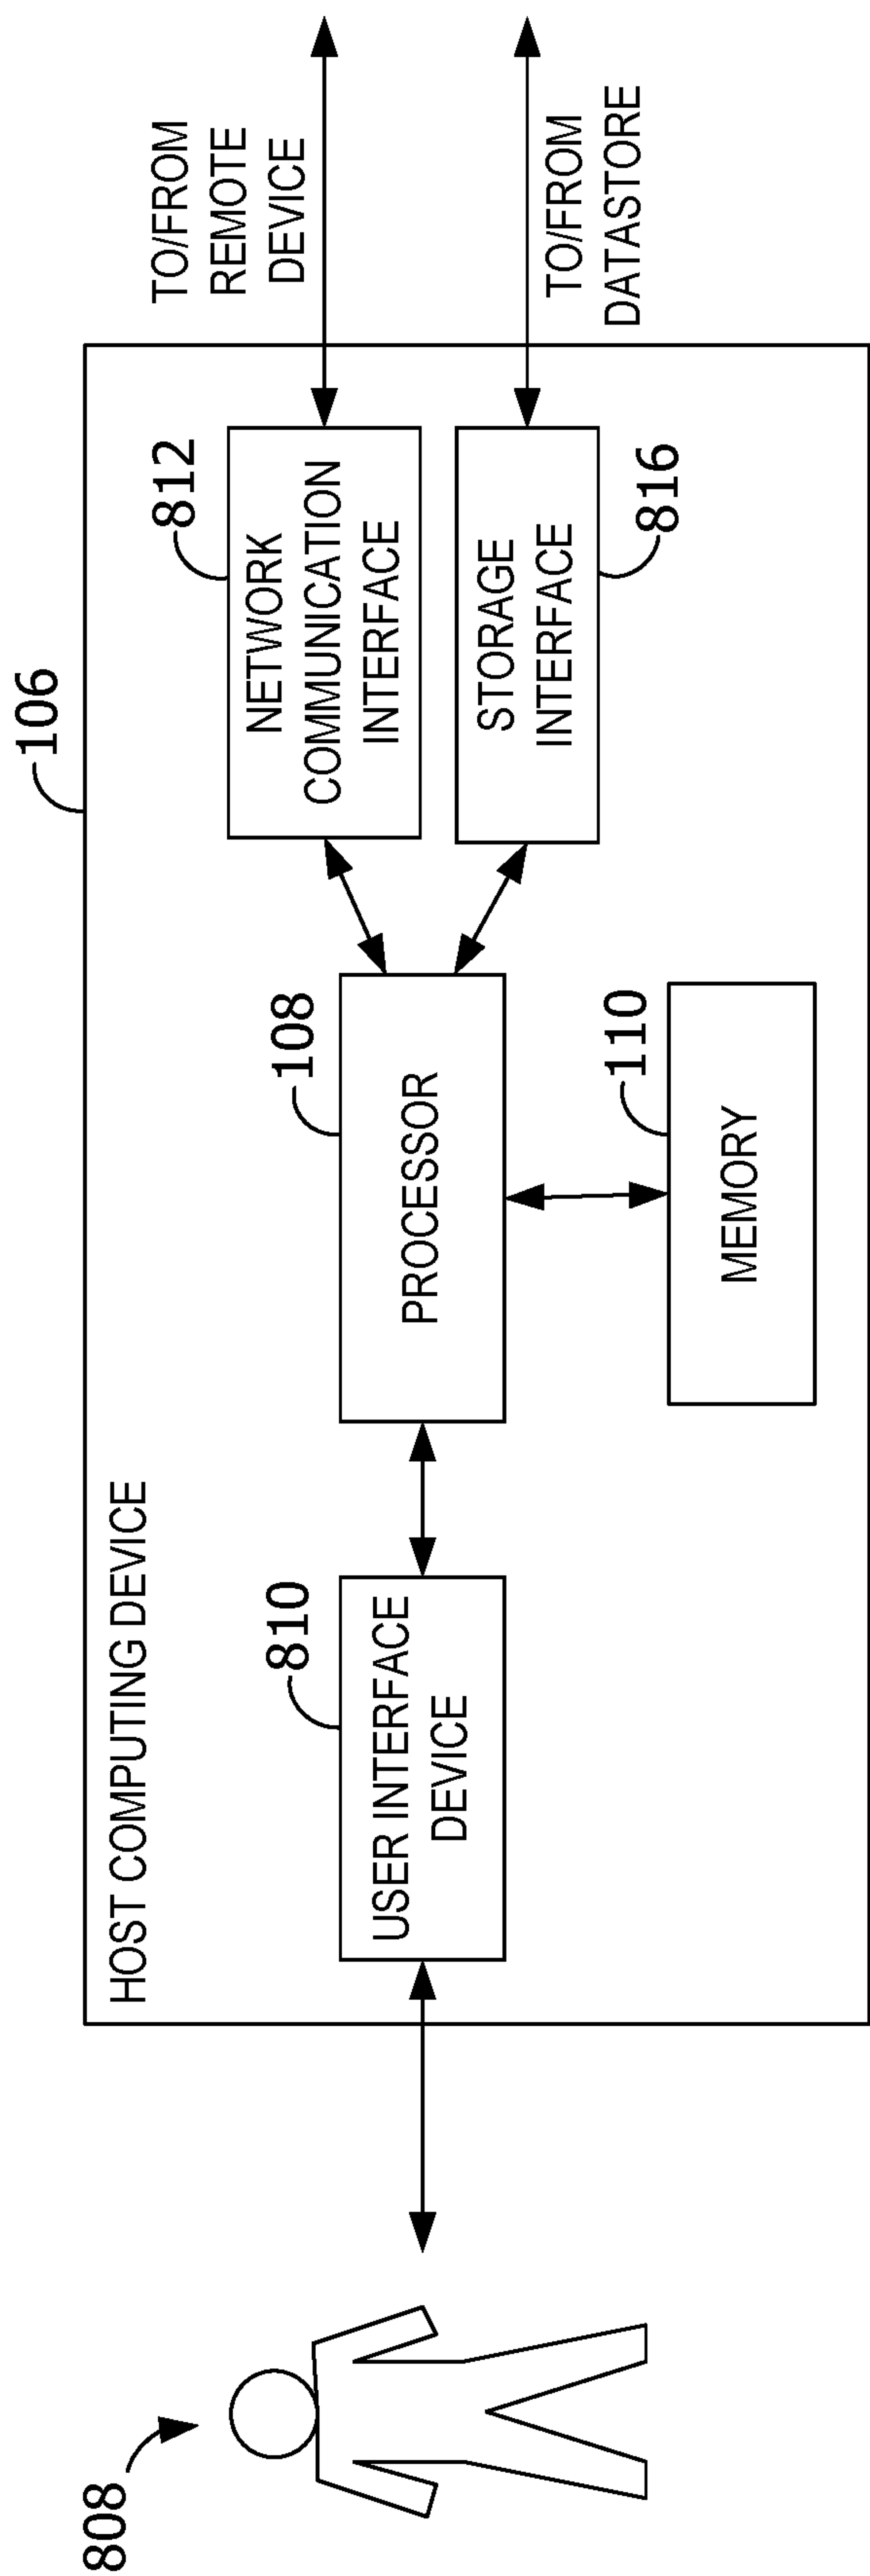 106
HOST COMPUTING DEVICE
808
810
USER INTERFACE
DEVICE
108
PROCESSOR
110
MEMORY
812
NETWORK
COMMUNICATION
INTERFACE
816
STORAGE
INTERFACE
TO/FROM
REMOTE
DEVICE
TO/FROM
DATASTORE